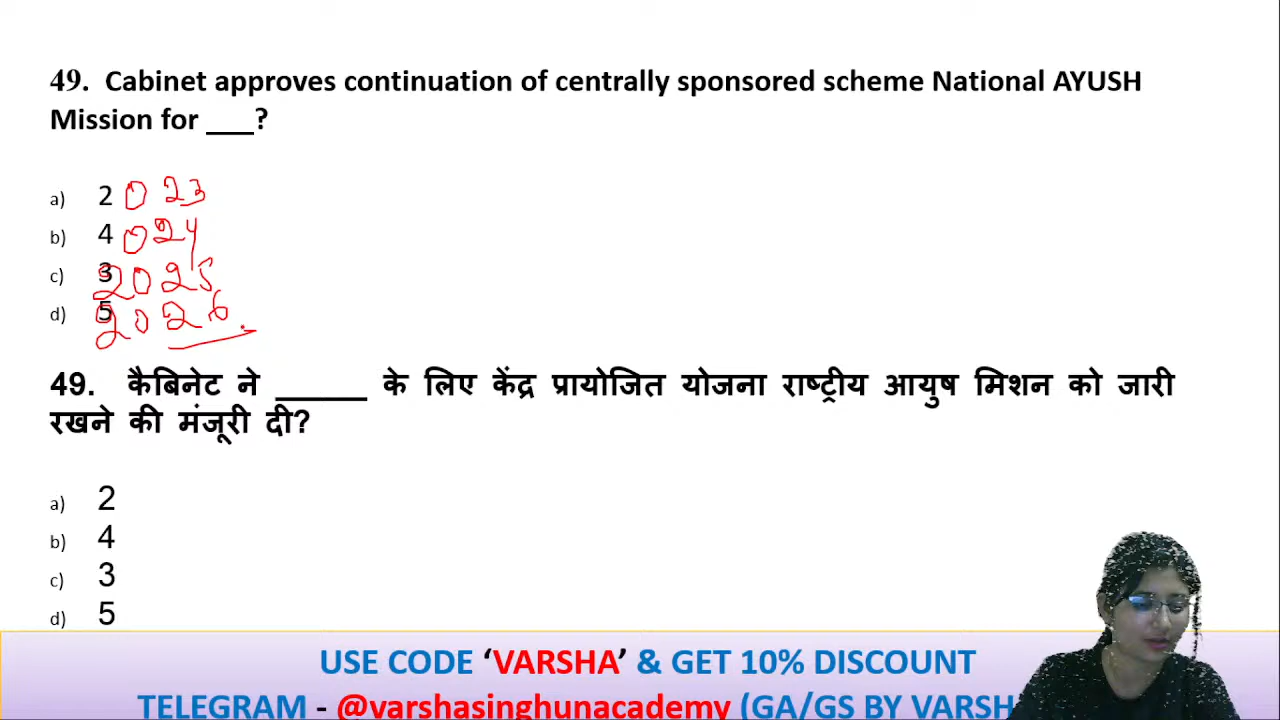 49. Cabinet approves continuation of centrally sponsored scheme National AYUSH
Mission for ___?
a) 2 023
b) 4 024
c) 3 2025
d) 5 2026
49. कैबिनेट ने ______ के लिए केंद्र प्रायोजित योजना राष्ट्रीय आयुष मिशन को जारी
रखने की मंजूरी दी?
a) 2
b) 4
c) 3
d) 5
USE CODE ‘VARSHA’ & GET 10% DISCOUNT
TELEGRAM - @varshasinghunacademy (GA/GS BY VARSH